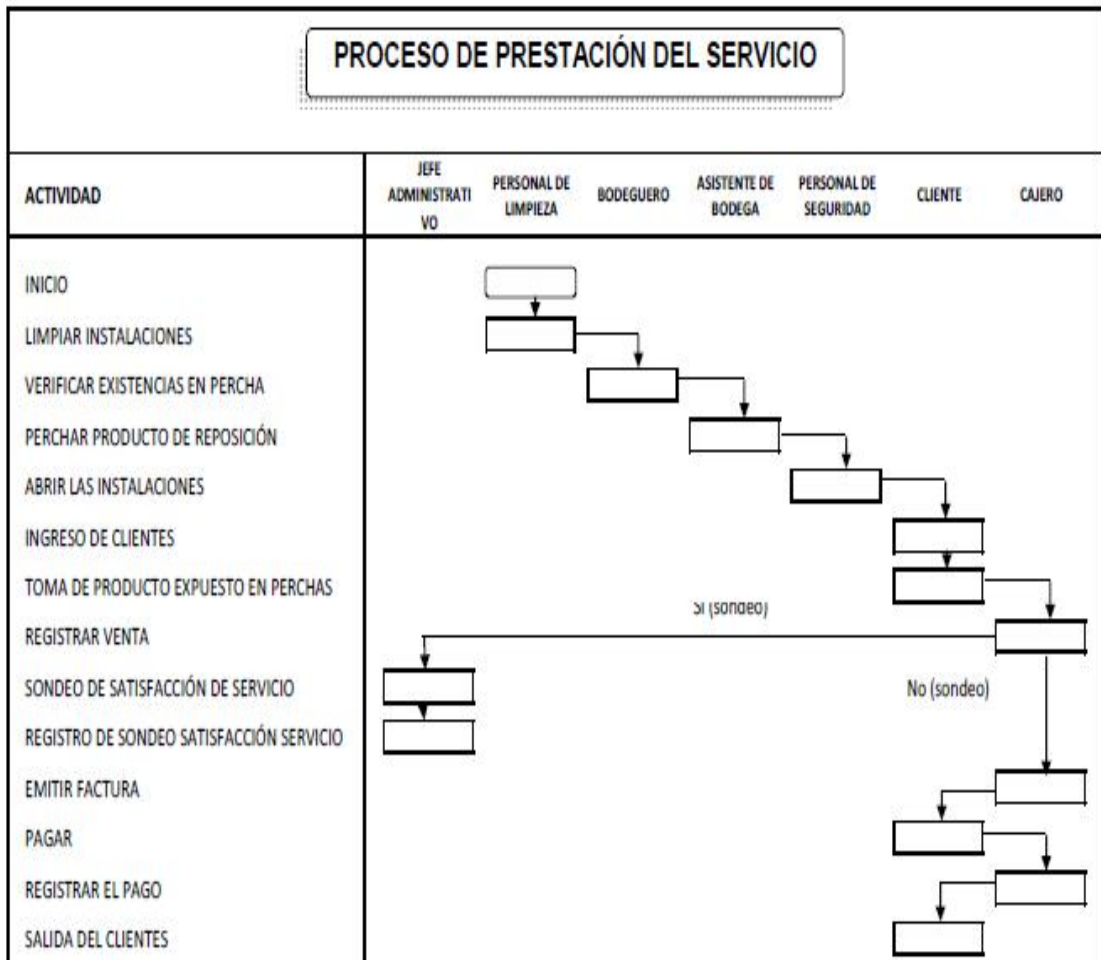 PROCESO DE PRESTACIÓN DEL SERVICIO
ACTIVIDAD
JEFE
ADMINISTRATI
VO
PERSONAL DE
LIMPIEZA
BODEGUERO
ASISTENTE DE
BODEGA
PERSONAL DE
SEGURIDAD
CLIENTE
CAJERO
INICIO
LIMPIAR INSTALACIONES
VERIFICAR EXISTENCIAS EN PERCHA
PERCHAR PRODUCTO DE REPOSICIÓN
ABRIR LAS INSTALACIONES
INGRESO DE CLIENTES
TOMA DE PRODUCTO EXPUESTO EN PERCHAS
SI (sondeo)
REGISTRAR VENTA
SONDEO DE SATISFACCIÓN DE SERVICIO
No (sondeo)
REGISTRO DE SONDEO SATISFACCIÓN SERVICIO
EMITIR FACTURA
PAGAR
REGISTRAR EL PAGO
SALIDA DEL CLIENTES